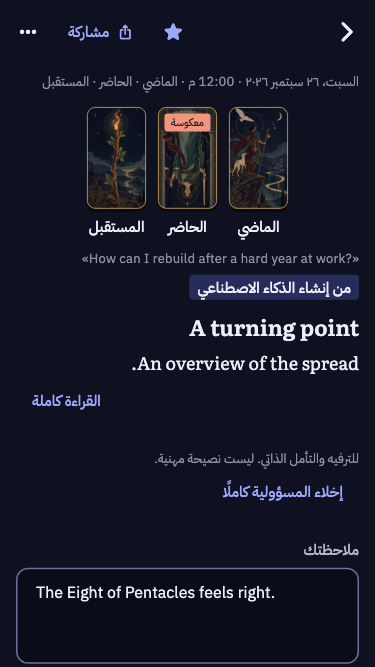 مشاركة
السبت، ٢٦ سبتمبر ٢٠٢٦ · 12:00 م · الماضي · الحاضر · المستقبل
معكوسة
الماضي
الحاضر
المستقبل
«How can I rebuild after a hard year at work?»
من إنشاء الذكاء الاصطناعي
A turning point
An overview of the spread.
القراءة كاملة
للترفيه والتأمل الذاتي. ليست نصيحة مهنية.
إخلاء المسؤولية كاملًا
ملاحظتك
The Eight of Pentacles feels right.